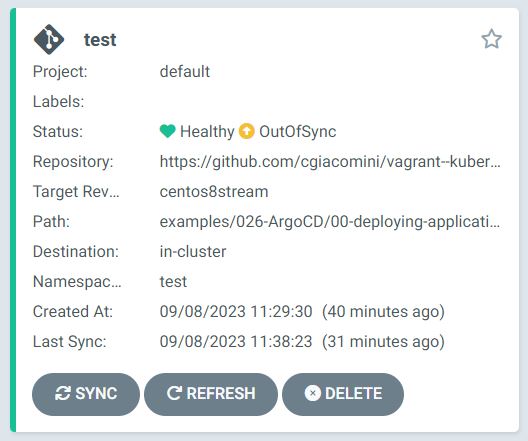 test
Project: default
Labels:
Status: Healthy OutOfSync
Repository: https://github.com/cgiacomini/vagrant--kuber...
Target Rev... centos8stream
Path: examples/026-ArgoCD/00-deploying-applicati...
Destination: in-cluster
Namespac... test
Created At: 09/08/2023 11:29:30 (40 minutes ago)
Last Sync: 09/08/2023 11:38:23 (31 minutes ago)
SYNC REFRESH DELETE